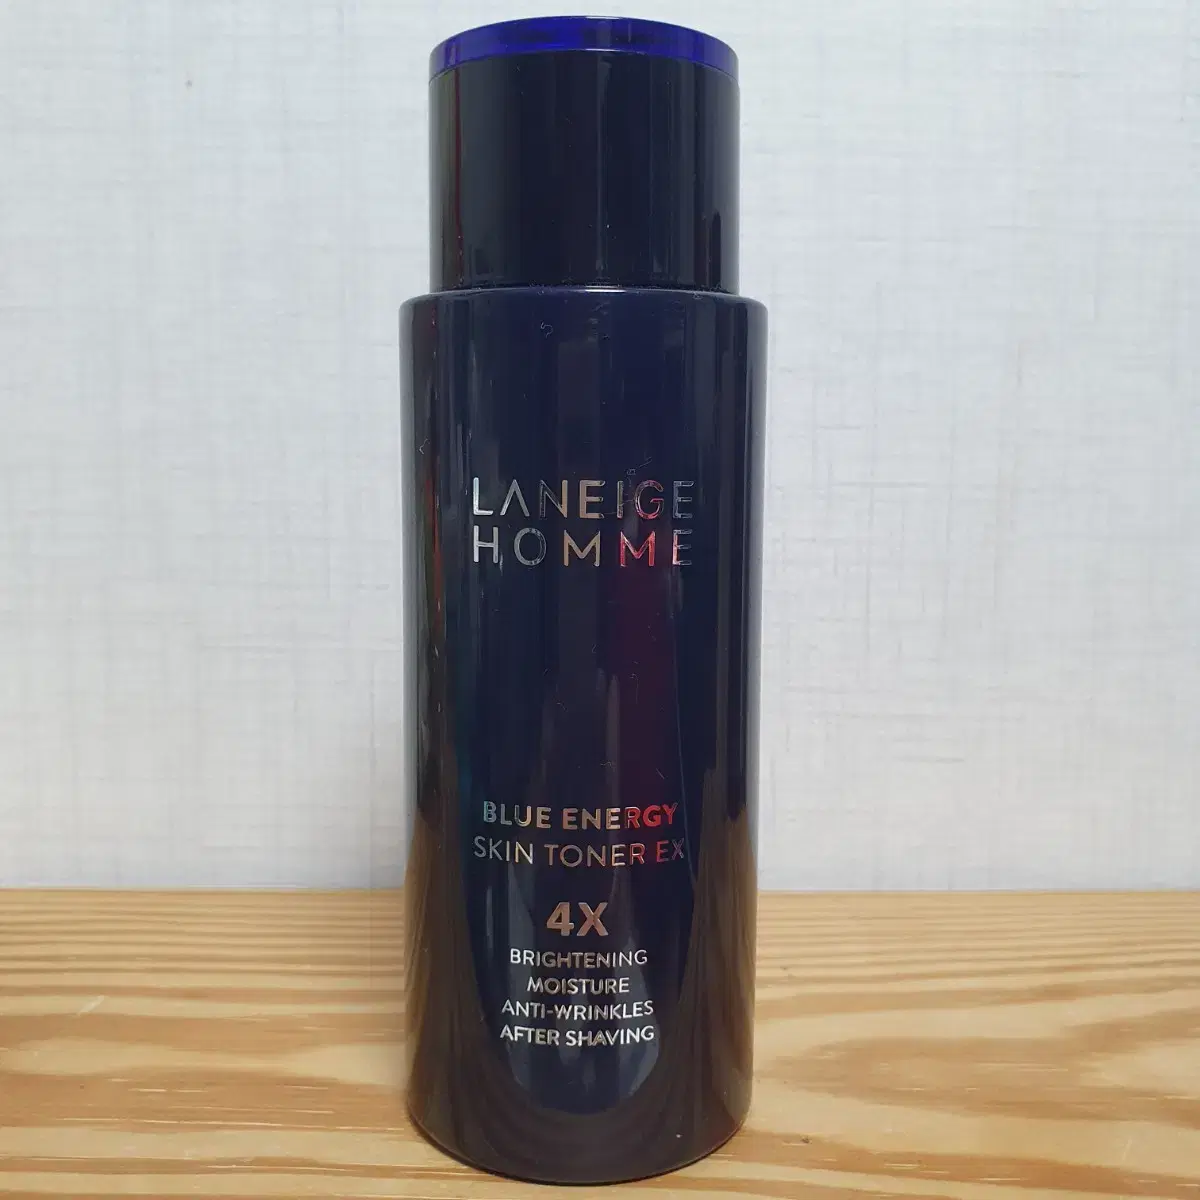 LANEIGE
HOMME
BLUE ENERGY
SKIN TONER EX
4X
BRIGHTENING
MOISTURE
ANTI-WRINKLES
AFTER SHAVING